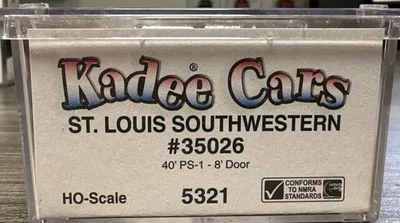 Kadee® Cars
ST. LOUIS SOUTHWESTERN
#35026
40' PS-1 - 8' Door
HO-Scale
5321
CONFORMS
TO NMRA
STANDARDS